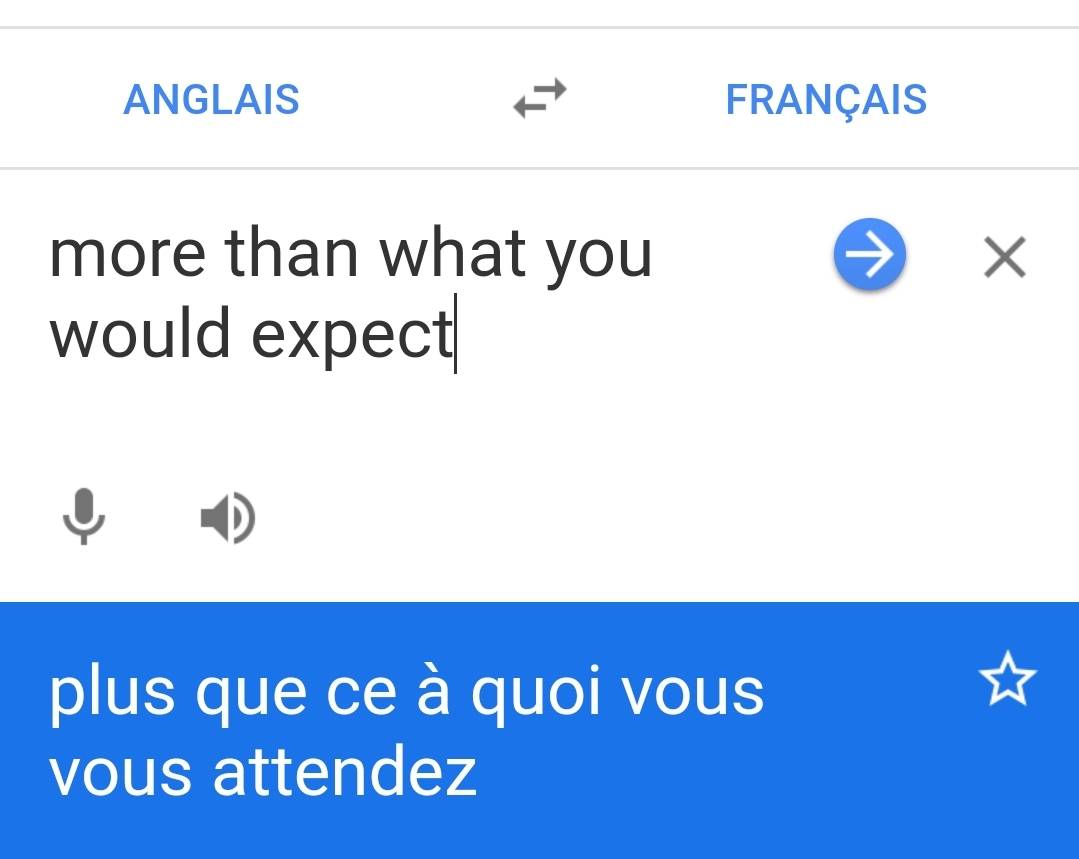 ANGLAIS FRANÇAIS
more than what you
would expect
plus que ce à quoi vous
vous attendez